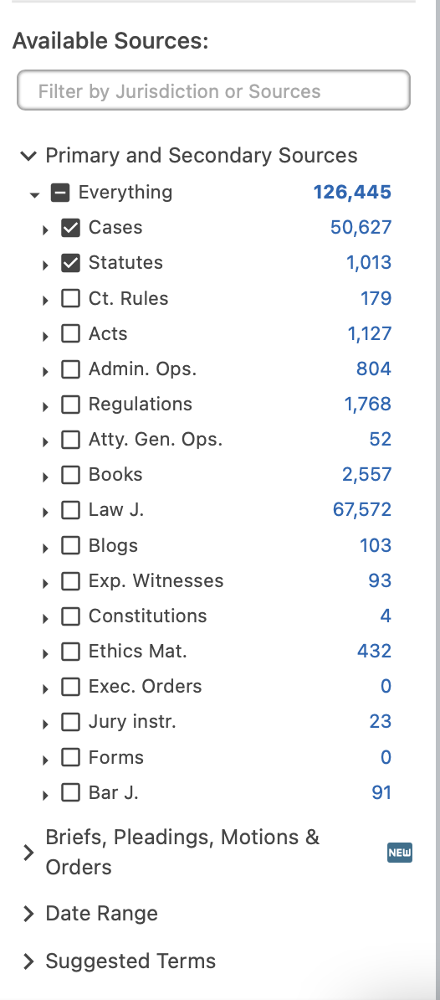 Available Sources:
Filter by Jurisdiction or Sources
Primary and Secondary Sources
Everything 126,445
Cases 50,627
Statutes 1,013
Ct. Rules 179
Acts 1,127
Admin. Ops. 804
Regulations 1,768
Atty. Gen. Ops. 52
Books 2,557
Law J. 67,572
Blogs 103
Exp. Witnesses 93
Constitutions 4
Ethics Mat. 432
Exec. Orders 0
Jury instr. 23
Forms 0
Bar J. 91
Briefs, Pleadings, Motions &
Orders
NEW
Date Range
Suggested Terms